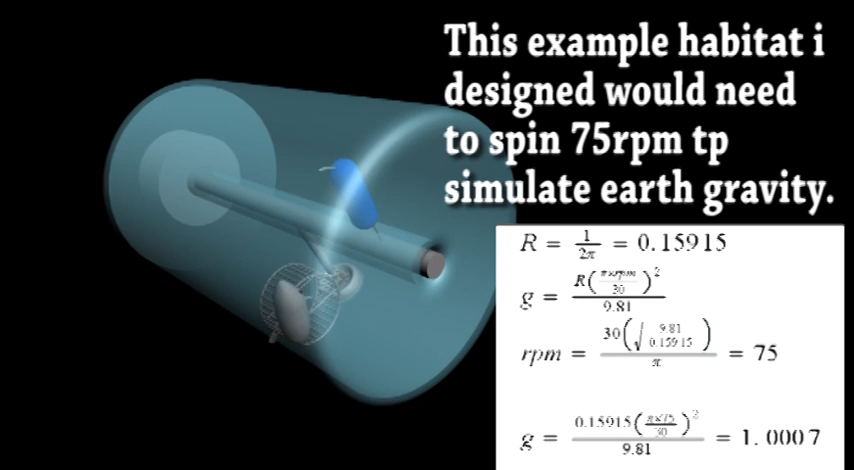 This example habitat i
designed would need
to spin 75rpm tp
simulate earth gravity.
R = 1/2π = 0.15915
g = R(π×rpm/30)²/9.81
rpm = 30(√9.81/0.15915)/π = 75
g = 0.15915(π×75/30)²/9.81 = 1.0007